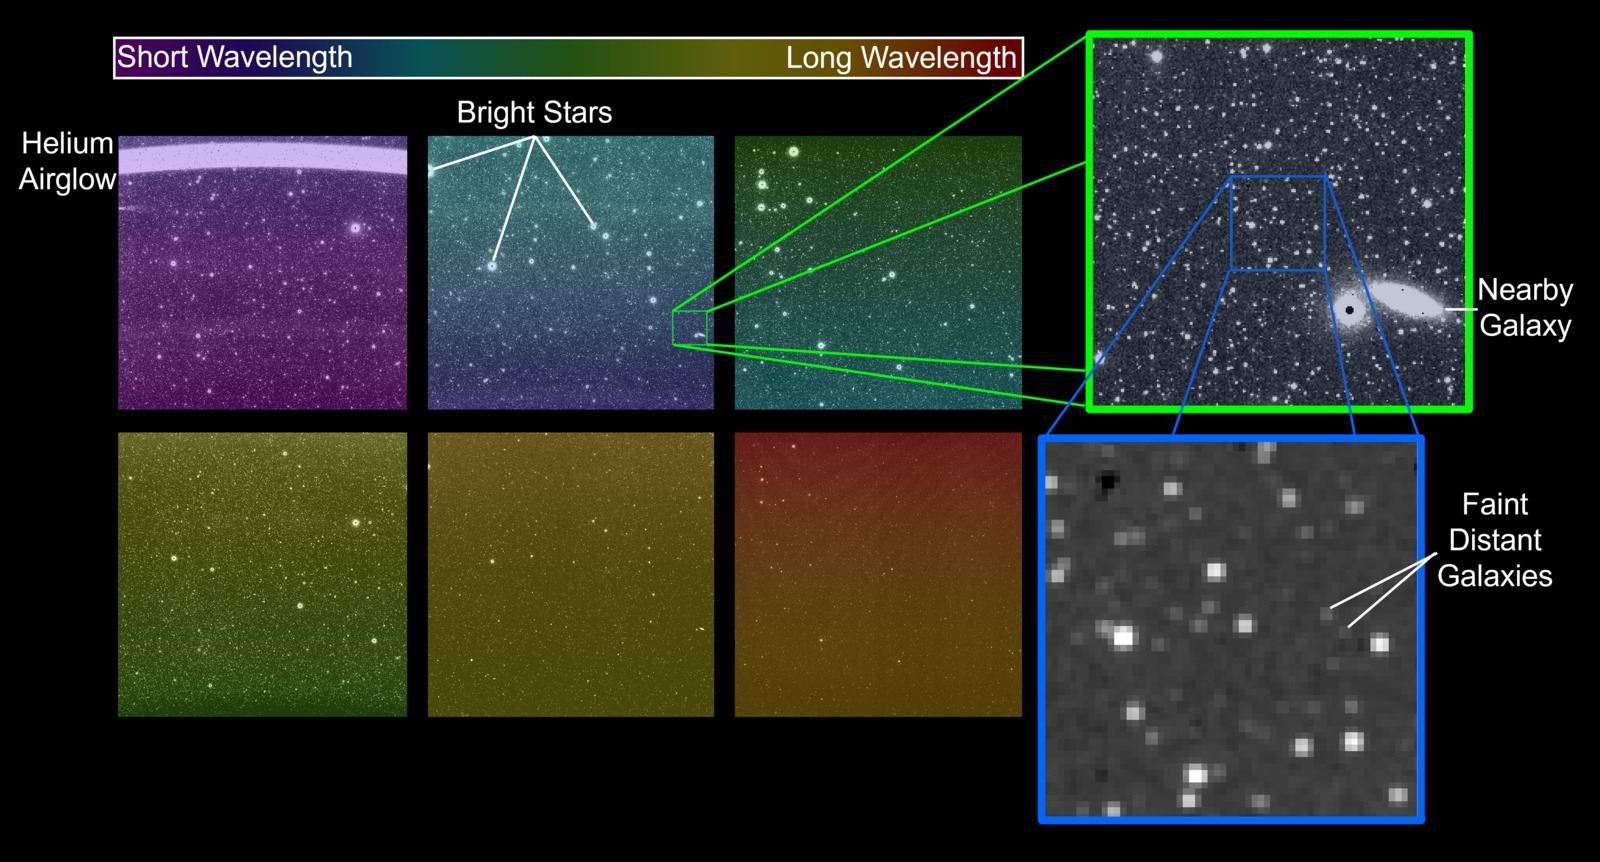 Short Wavelength
Long Wavelength
Bright Stars
Helium
Airglow
Nearby
Galaxy
Faint
Distant
Galaxies